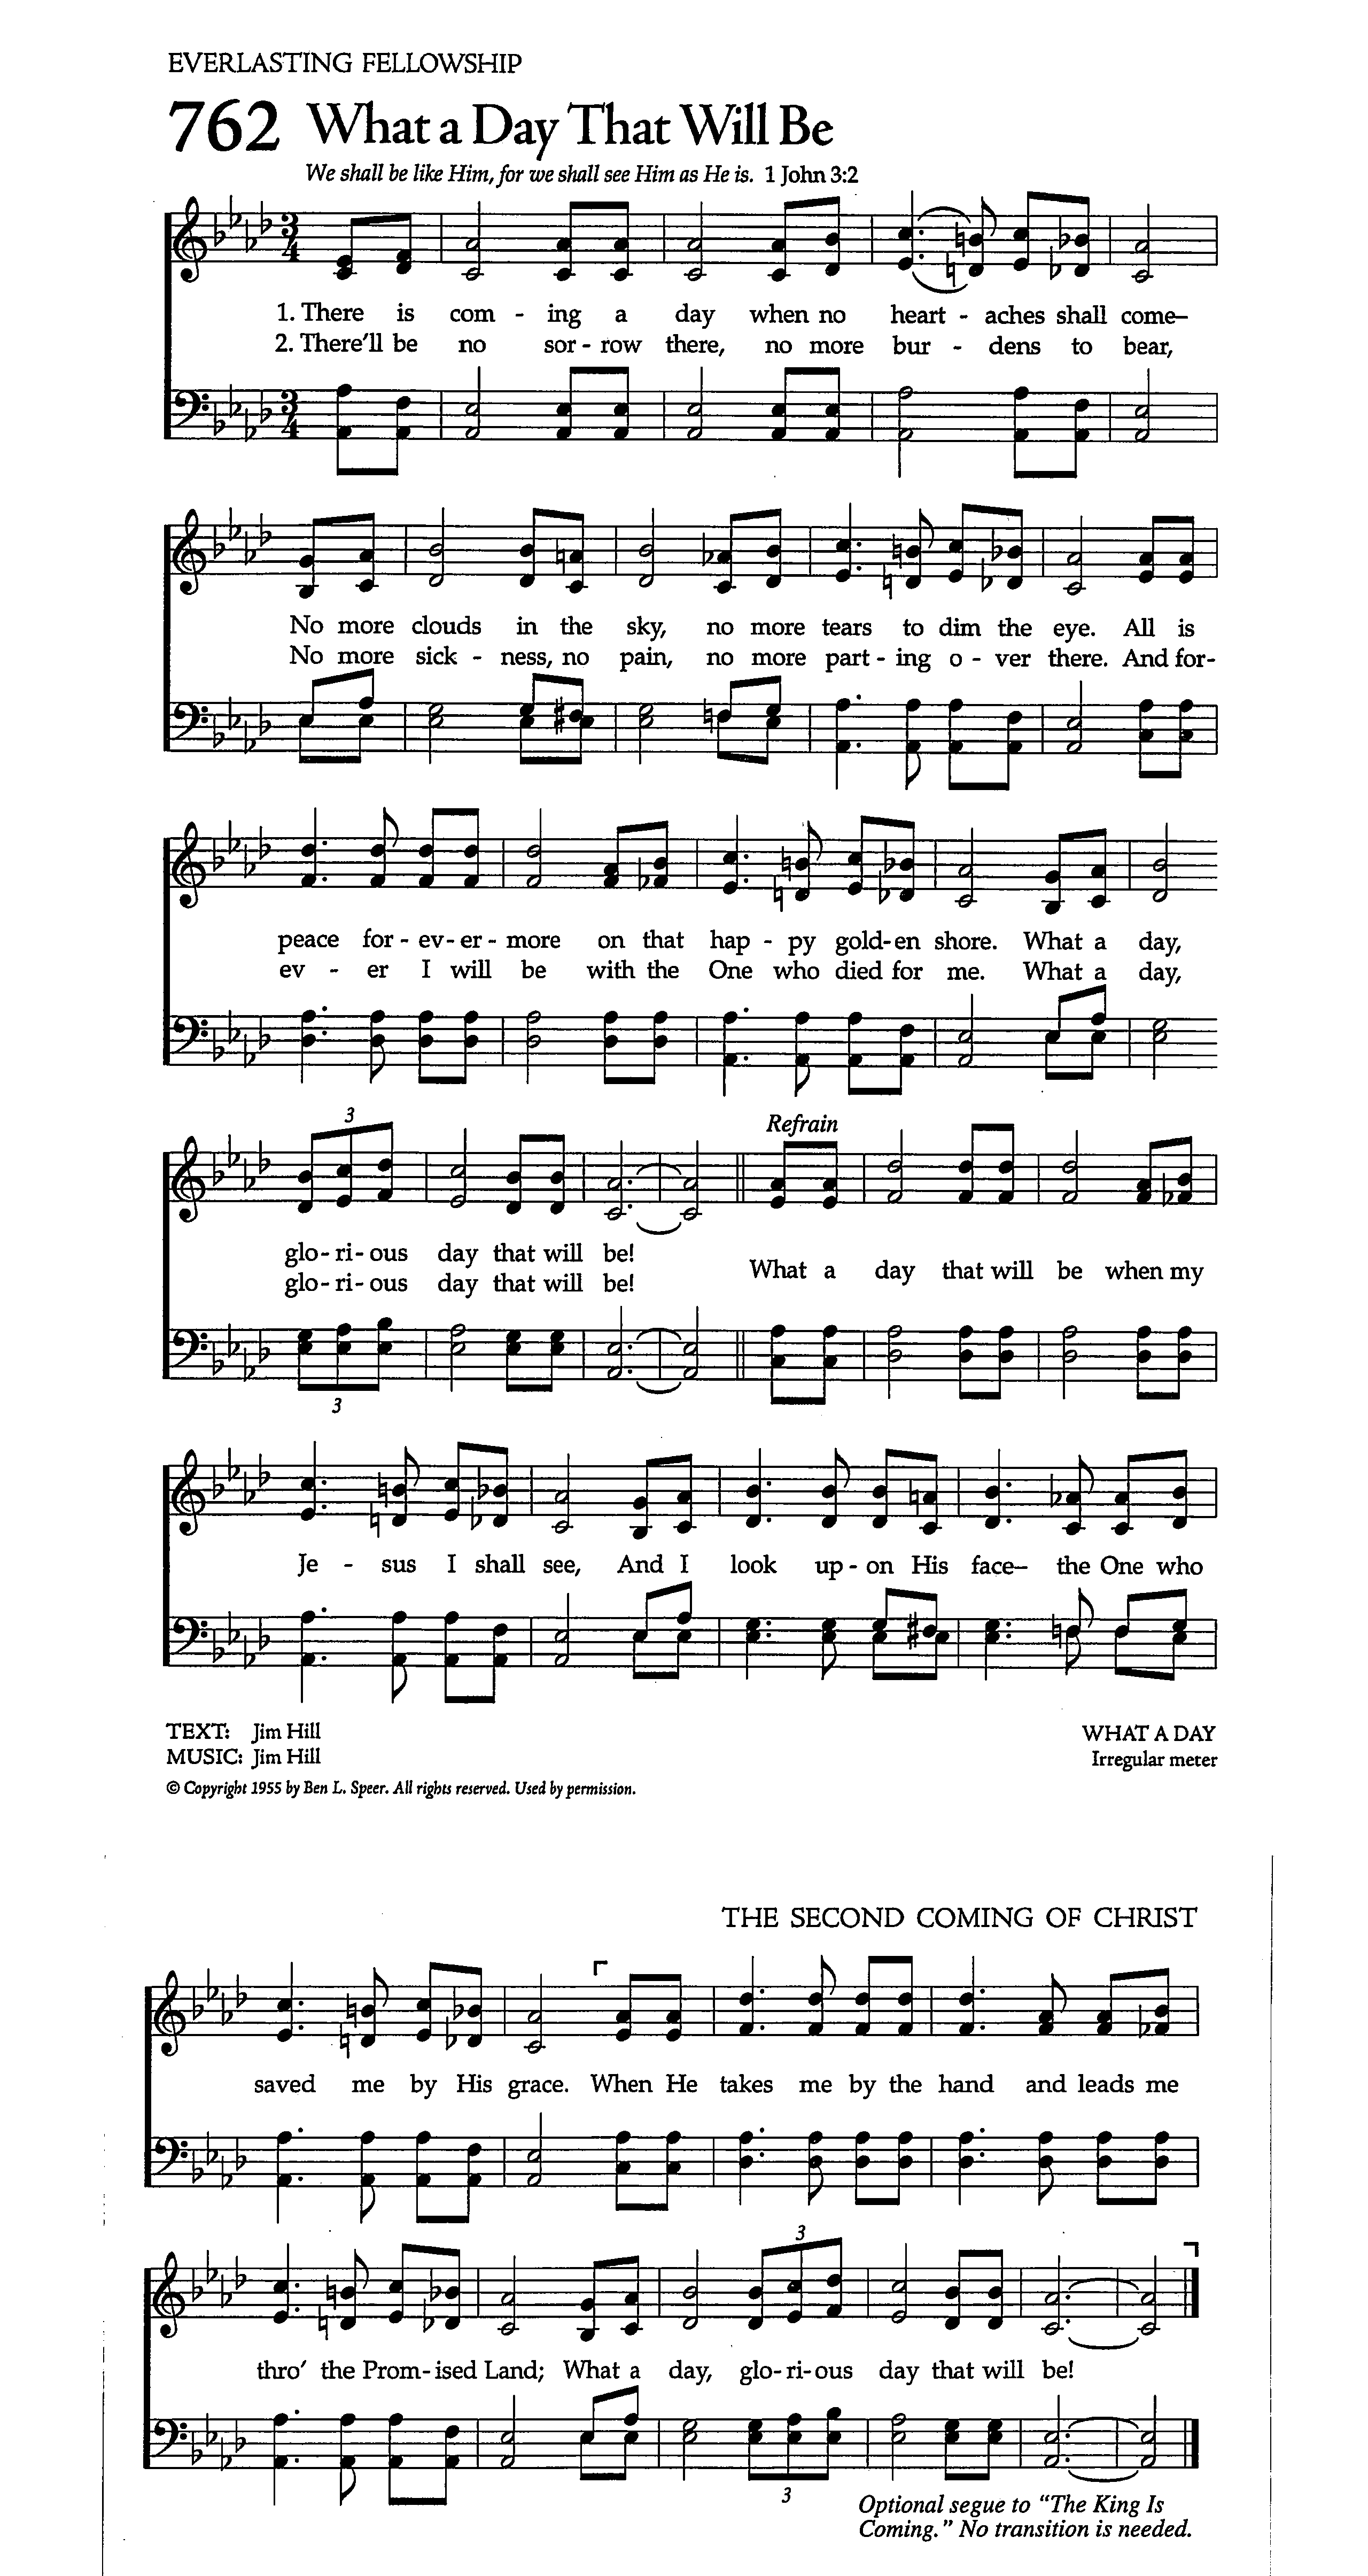 EVERLASTING FELLOWSHIP
762 What a Day That Will Be
We shall be like Him, for we shall see Him as He is. 1 John 3:2
1. There is com - ing a day when no heart - aches shall come–
2. There'll be no sor - row there, no more bur - dens to bear,
No more clouds in the sky, no more tears to dim the eye. All is
No more sick - ness, no pain, no more part - ing o - ver there. And for-
peace for - ev - er - more on that hap - py gold - en shore. What a day,
ev - er I will be with the One who died for me. What a day,
3
Refrain
glo - ri - ous day that will be!
glo - ri - ous day that will be!
What a day that will be when my
3
Je - sus I shall see, And I look up - on His face– the One who
TEXT: Jim Hill
MUSIC: Jim Hill
WHAT A DAY
Irregular meter
© Copyright 1955 by Ben L. Speer. All rights reserved. Used by permission.
THE SECOND COMING OF CHRIST
saved me by His grace. When He takes me by the hand and leads me
3
thro' the Prom - ised Land; What a day, glo - ri - ous day that will be!
3
Optional segue to "The King Is
Coming." No transition is needed.